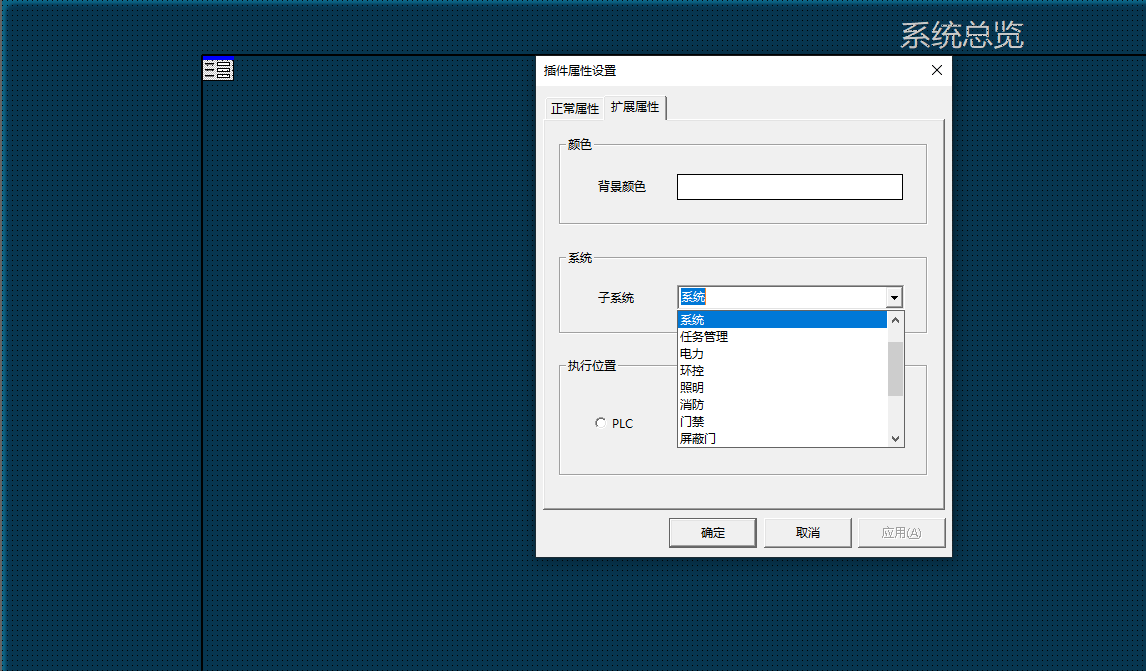 系统总览
插件属性设置
正常属性 扩展属性
颜色
背景颜色
系统
子系统 系统
系统
任务管理
电力
环控
照明
消防
门禁
屏蔽门
执行位置
PLC
确定 取消 应用(A)